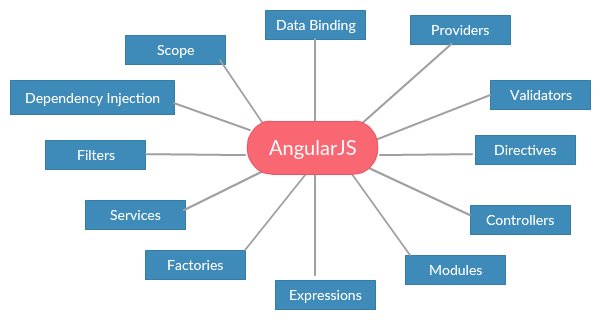 Data Binding
Providers
Scope
Validators
Dependency Injection
AngularJS
Directives
Filters
Services
Controllers
Factories
Modules
Expressions